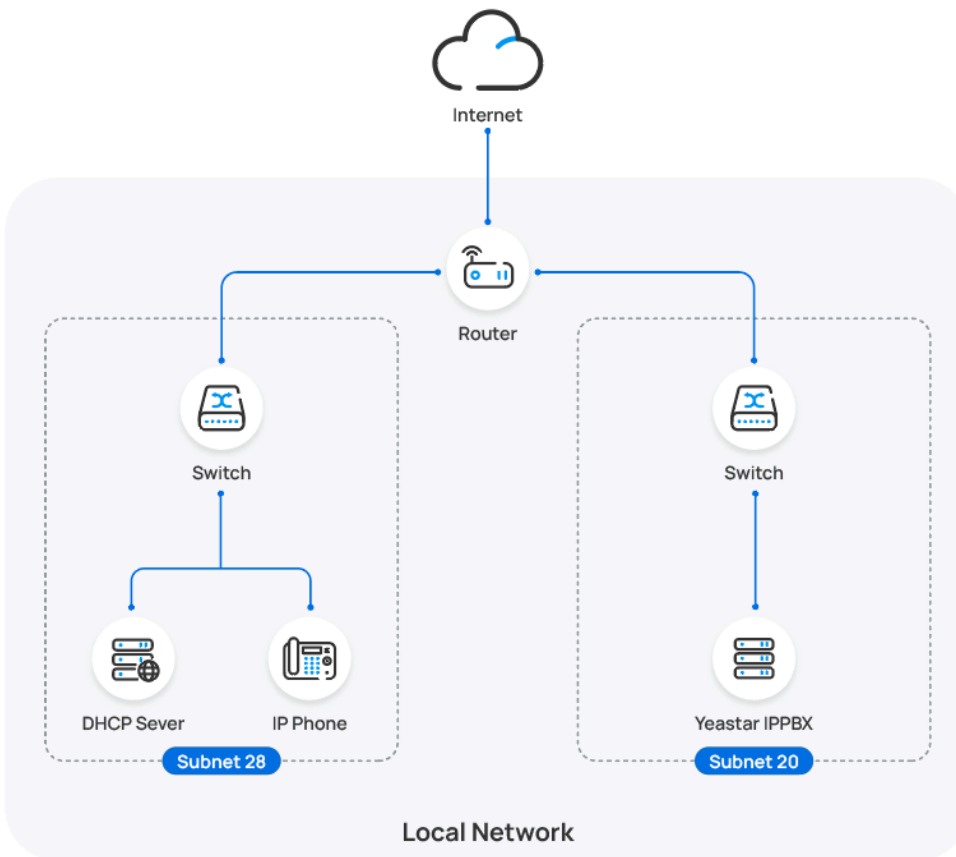 Internet
Router
Switch
Switch
DHCP Sever
IP Phone
Yeastar IPPBX
Subnet 28
Subnet 20
Local Network